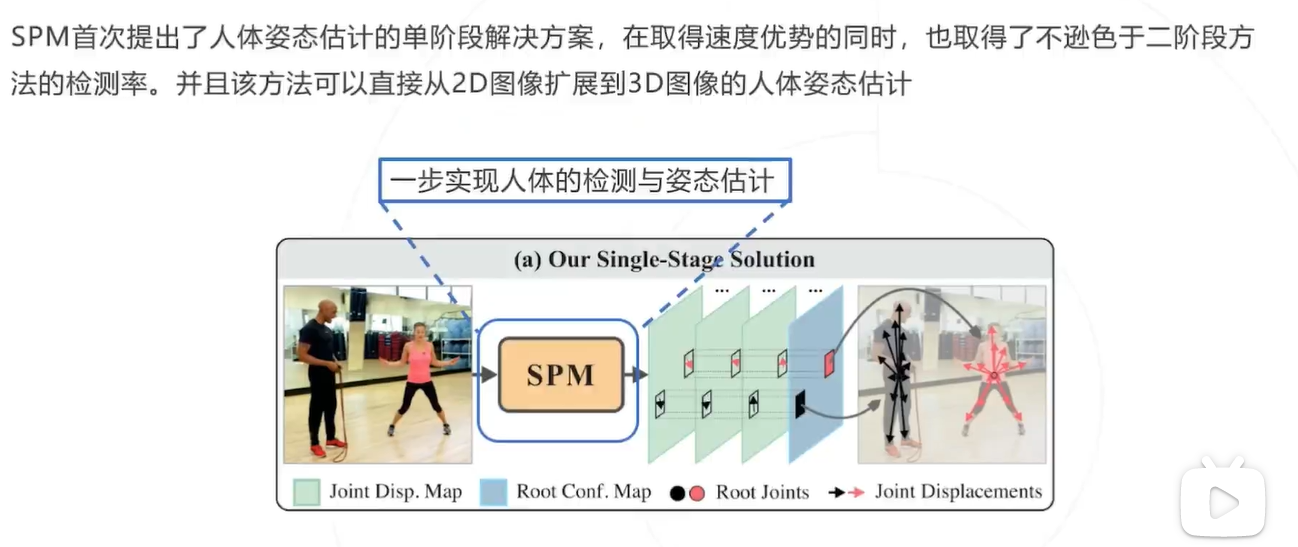 SPM首次提出了人体姿态估计的单阶段解决方案，在取得速度优势的同时，也取得了不逊色于二阶段方
法的检测率。并且该方法可以直接从2D图像扩展到3D图像的人体姿态估计
一步实现人体的检测与姿态估计
(a) Our Single-Stage Solution
... ... ...
SPM
Joint Disp. Map Root Conf. Map Root Joints Joint Displacements